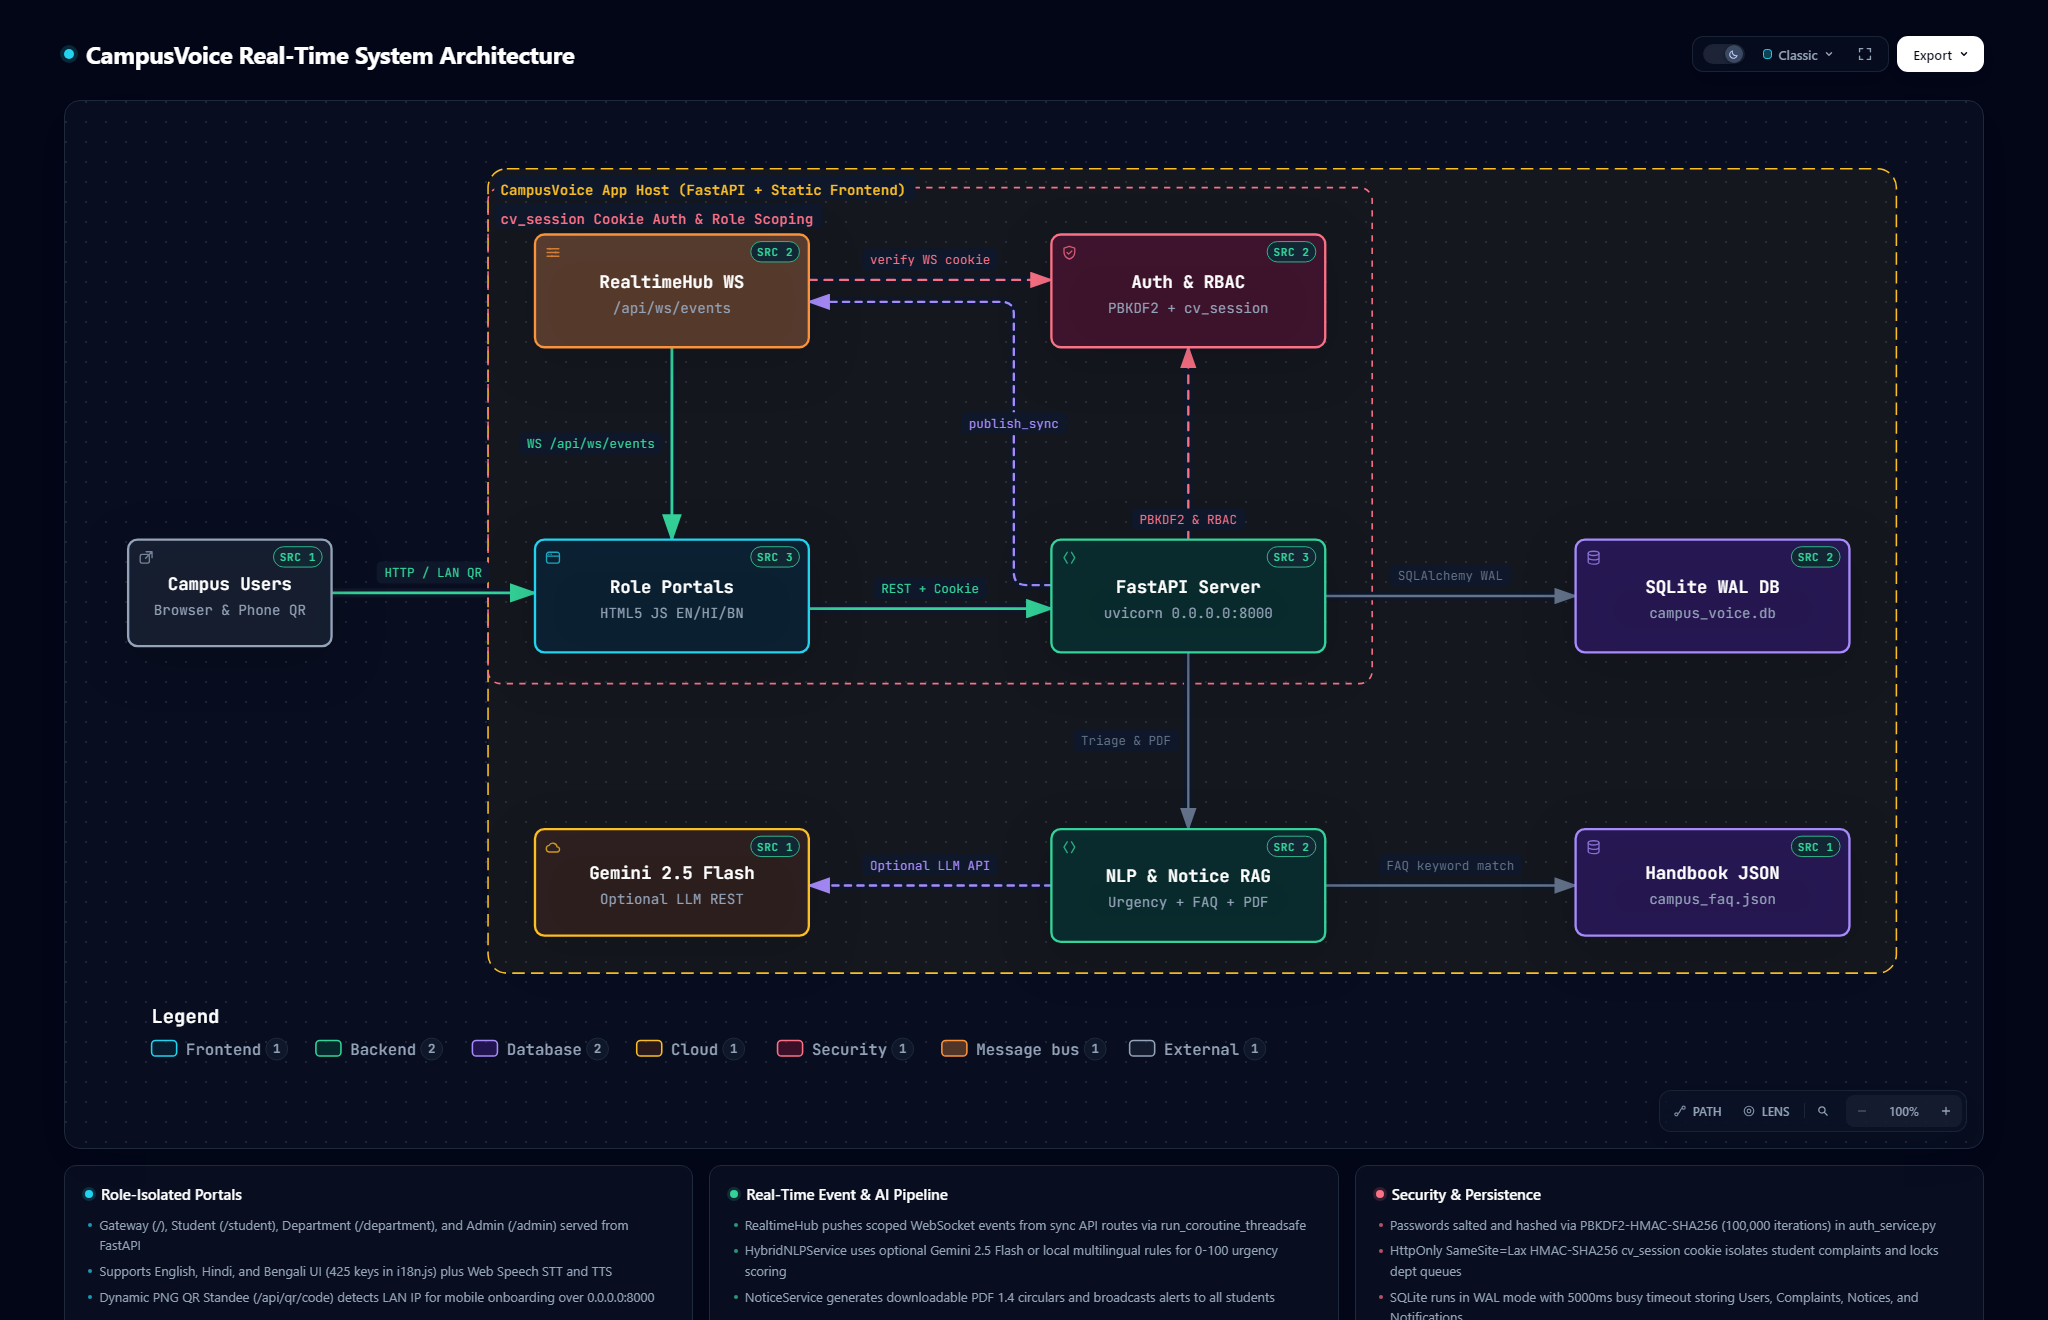 CampusVoice Real-Time System Architecture
Classic
Export
CampusVoice App Host (FastAPI + Static Frontend)
cv_session Cookie Auth & Role Scoping
SRC 2
RealtimeHub WS
/api/ws/events
verify WS cookie
SRC 2
Auth & RBAC
PBKDF2 + cv_session
publish_sync
WS /api/ws/events
PBKDF2 & RBAC
SRC 1
Campus Users
Browser & Phone QR
HTTP / LAN QR
SRC 3
Role Portals
HTML5 JS EN/HI/BN
REST + Cookie
SRC 3
FastAPI Server
uvicorn 0.0.0.0:8000
SQLAlchemy WAL
SRC 2
SQLite WAL DB
campus_voice.db
Triage & PDF
SRC 1
Gemini 2.5 Flash
Optional LLM REST
Optional LLM API
SRC 2
NLP & Notice RAG
Urgency + FAQ + PDF
FAQ keyword match
SRC 1
Handbook JSON
campus_faq.json
Legend
Frontend 1
Backend 2
Database 2
Cloud 1
Security 1
Message bus 1
External 1
PATH
LENS
100%
Role-Isolated Portals
Gateway (/), Student (/student), Department (/department), and Admin (/admin) served from
FastAPI
Supports English, Hindi, and Bengali UI (425 keys in i18n.js) plus Web Speech STT and TTS
Dynamic PNG QR Standee (/api/qr/code) detects LAN IP for mobile onboarding over 0.0.0.0:8000
Real-Time Event & AI Pipeline
RealtimeHub pushes scoped WebSocket events from sync API routes via run_coroutine_threadsafe
HybridNLPService uses optional Gemini 2.5 Flash or local multilingual rules for 0-100 urgency
scoring
NoticeService generates downloadable PDF 1.4 circulars and broadcasts alerts to all students
Security & Persistence
Passwords salted and hashed via PBKDF2-HMAC-SHA256 (100,000 iterations) in auth_service.py
HttpOnly SameSite=Lax HMAC-SHA256 cv_session cookie isolates student complaints and locks
dept queues
SQLite runs in WAL mode with 5000ms busy timeout storing Users, Complaints, Notices, and
Notifications